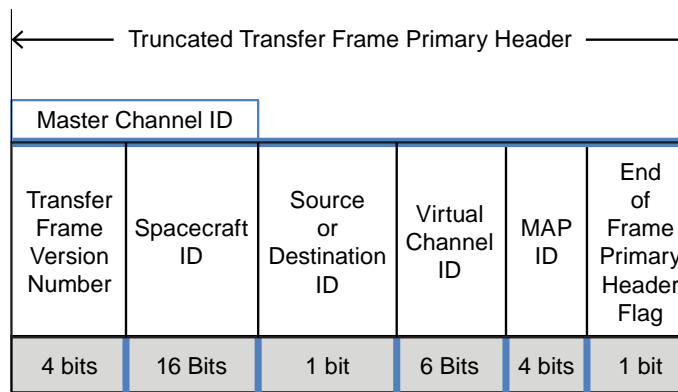 Truncated Transfer Frame Primary Header
Master Channel ID
Transfer
Frame
Version
Number
Spacecraft
ID
Source
or
Destination
ID
Virtual
Channel
ID
MAP
ID
End
of
Frame
Primary
Header
Flag
4 bits
16 Bits
1 bit
6 Bits
4 bits
1 bit